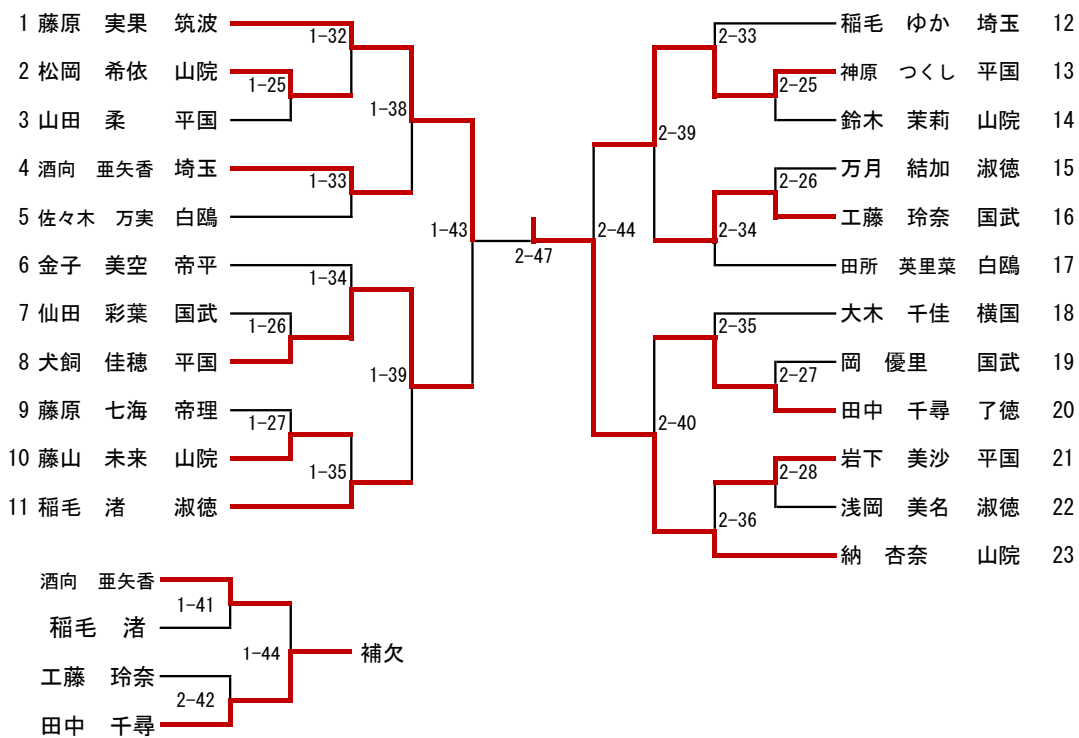 1 藤原　実果　筑波
1-32
2 松岡　希依　山院
1-25
1-38
3 山田　柔　平国
4 酒向　亜矢香　埼玉
1-33
5 佐々木　万実　白鴎
1-43
6 金子　美空　帝平
1-34
7 仙田　彩葉　国武
1-26
8 犬飼　佳穂　平国
1-39
9 藤原　七海　帝理
1-27
10 藤山　未来　山院
1-35
11 稲毛　渚　淑徳
2-47
稲毛　ゆか　埼玉　12
2-33
神原　つくし　平国　13
2-25
鈴木　茉莉　山院　14
2-39
万月　結加　淑徳　15
2-26
工藤　玲奈　国武　16
2-34
2-44
田所　英里菜　白鴎　17
大木　千佳　横国　18
2-35
岡　優里　国武　19
2-27
田中　千尋　了徳　20
2-40
岩下　美沙　平国　21
2-28
浅岡　美名　淑徳　22
2-36
納　杏奈　山院　23
酒向　亜矢香
1-41
稲毛　渚
1-44
補欠
工藤　玲奈
2-42
田中　千尋